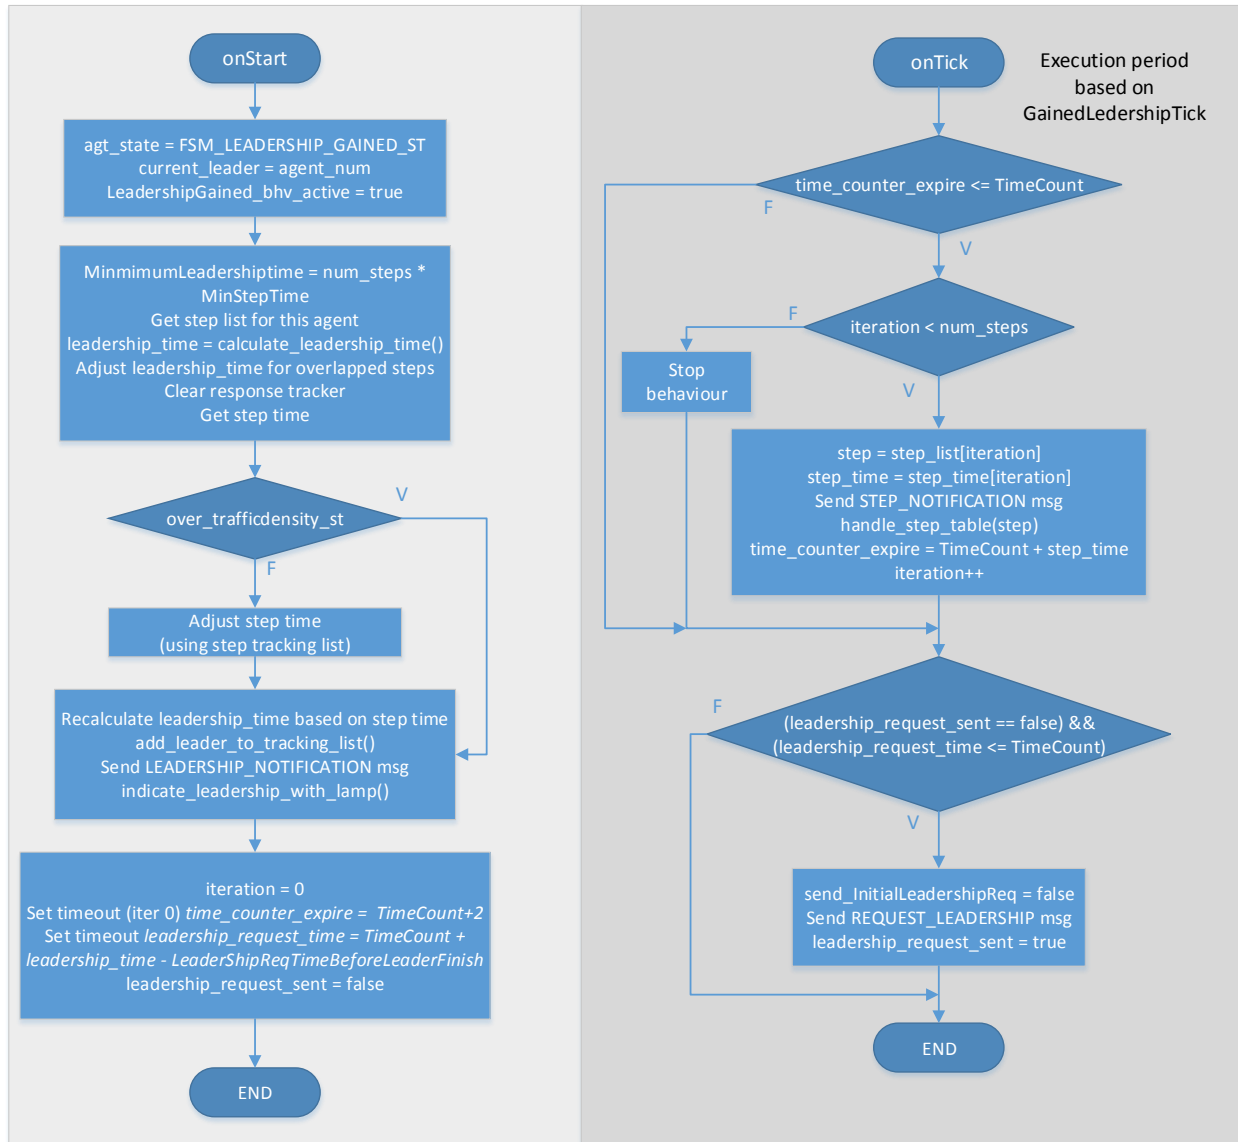 onStart
agt_state = FSM_LEADERSHIP_GAINED_ST
current_leader = agent_num
LeadershipGained_bhv_active = true
MinmimumLeadershiptime = num_steps *
MinStepTime
Get step list for this agent
leadership_time = calculate_leadership_time()
Adjust leadership_time for overlapped steps
Clear response tracker
Get step time
over_trafficdensity_st
V
F
Adjust step time
(using step tracking list)
Recalculate leadership_time based on step time
add_leader_to_tracking_list()
Send LEADERSHIP_NOTIFICATION msg
indicate_leadership_with_lamp()
iteration = 0
Set timeout (iter 0) time_counter_expire = TimeCount+2
Set timeout leadership_request_time = TimeCount +
leadership_time - LeaderShipReqTimeBeforeLeaderFinish
leadership_request_sent = false
END
onTick
Execution period
based on
GainedLedershipTick
time_counter_expire <= TimeCount
F
V
iteration < num_steps
F
V
Stop
behaviour
step = step_list[iteration]
step_time = step_time[iteration]
Send STEP_NOTIFICATION msg
handle_step_table(step)
time_counter_expire = TimeCount + step_time
iteration++
(leadership_request_sent == false) &&
(leadership_request_time <= TimeCount)
F
V
send_InitialLeadershipReq = false
Send REQUEST_LEADERSHIP msg
leadership_request_sent = true
END